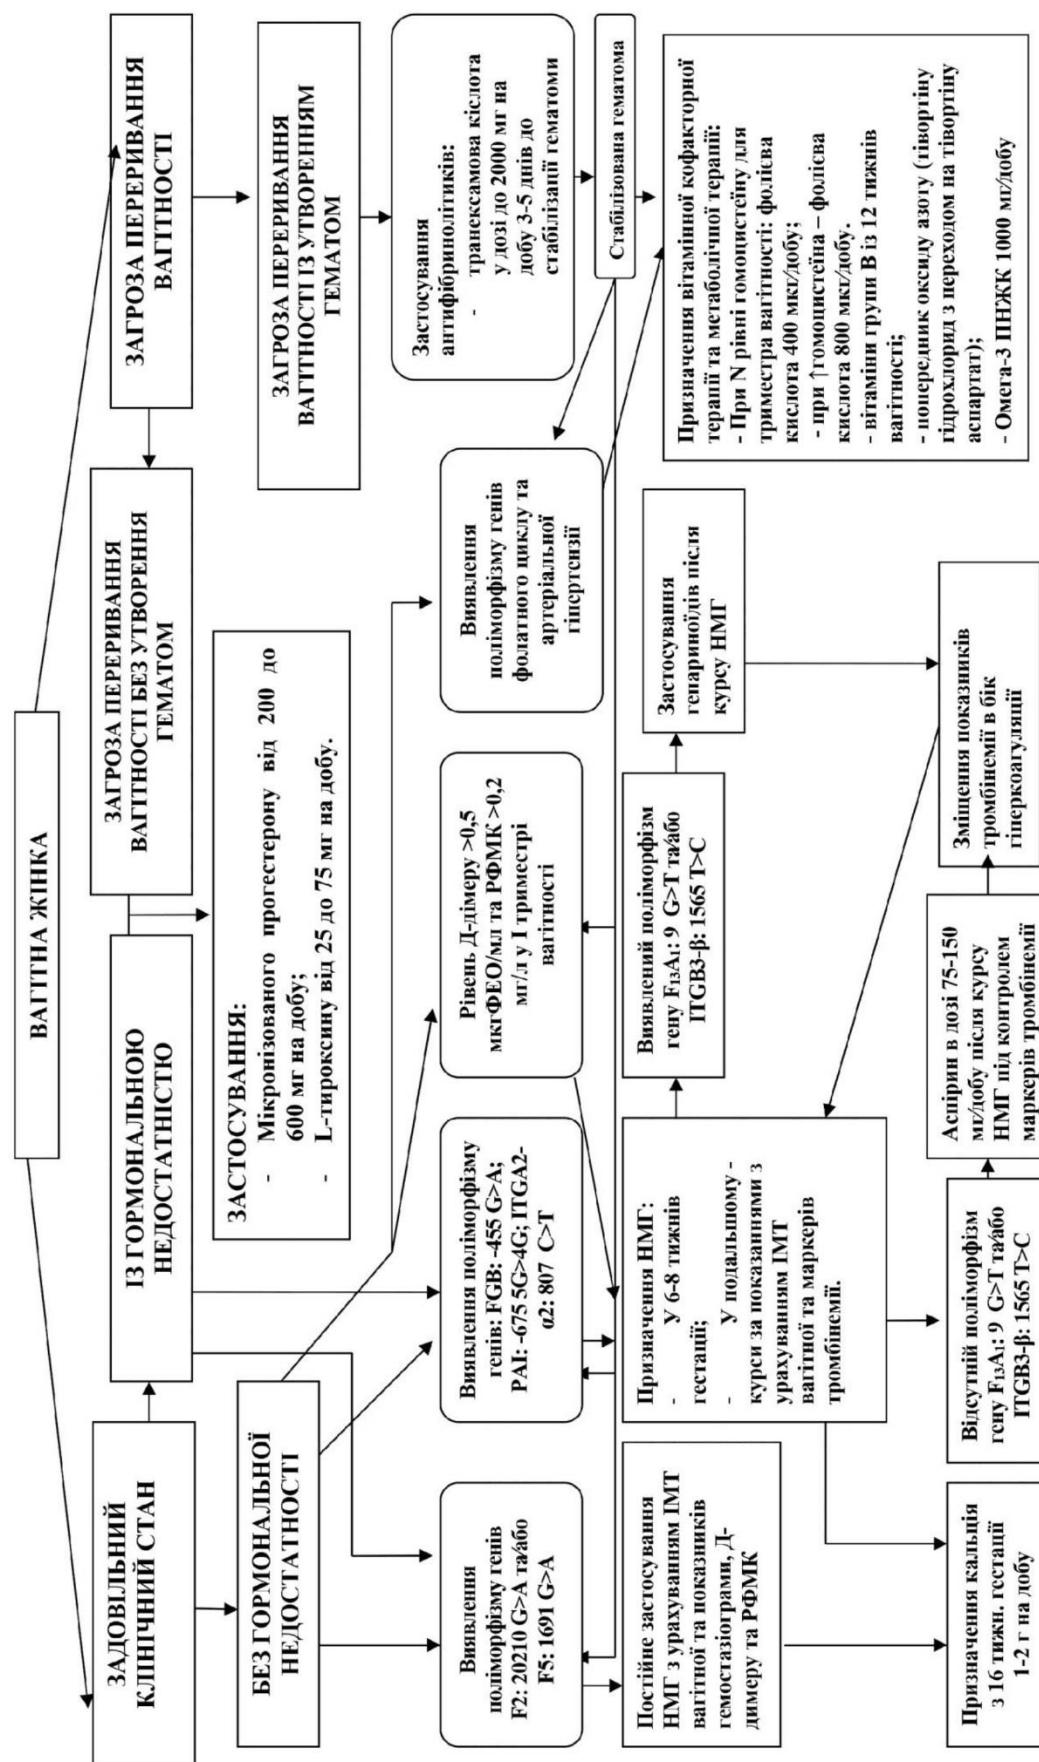 ВАГІТНА ЖІНКА
ЗАДОВІЛЬНИЙ
КЛІНІЧНИЙ СТАН
ІЗ ГОРМОНАЛЬНОЮ
НЕДОСТАТНІСТЮ
ЗАГРОЗА ПЕРЕРИВАННЯ
ВАГІТНОСТІ БЕЗ УТВОРЕННЯ
ГЕМАТОМ
ЗАГРОЗА ПЕРЕРИВАННЯ
ВАГІТНОСТІ
БЕЗ ГОРМОНАЛЬНОЇ
НЕДОСТАТНОСТІ
ЗАСТОСУВАННЯ:
- Мікронізованого прогестерону від 200 до
600 мг на добу;
- L-тироксину від 25 до 75 мг на добу.
ЗАГРОЗА ПЕРЕРИВАННЯ
ВАГІТНОСТІ ІЗ УТВОРЕННЯМ
ГЕМАТОМ
Виявлення
поліморфізму генів
F2: 20210 G>A та/або
F5: 1691 G>A
Виявлення поліморфізму
генів: FGB: -455 G>A;
PAI: -675 5G>4G; ITGA2-
α2: 807 C>T
Рівень Д-дімеру >0,5
мкгФЕО/мл та РФМК >0,2
мг/л у І триместрі
вагітності
Виявлення
поліморфізму генів
фолатного циклу та
артеріальної
гіпертензії
Застосування
антифібринолітиків:
- транексамова кіслота
у дозі до 2000 мг на
добу 3-5 днів до
стабілізації гематоми
Стабілізована гематома
Постійне застосування
НМГ з урахуванням ІМТ
вагітної та показників
гемостазіограми, Д-
димеру та РФМК
Призначення НМГ:
- У 6-8 тижнів
гестації;
- У подальшому -
курси за показаннями з
урахуванням ІМТ
вагітної та маркерів
тромбінемії.
Виявлений поліморфізм
гену F13A1: 9 G>T та/або
ITGB3-β: 1565 T>C
Застосування
гепариноїдів після
курсу НМГ
Призначення вітамінної кофакторної
терапії та метаболічної терапії:
- При N рівні гомоцистеїну для
триместра вагітності: фолієва
кислота 400 мкг/добу;
- при ↑гомоцистеїна – фолієва
кислота 800 мкг/добу.
- вітаміни групи В із 12 тижнів
вагітності;
- попередник оксиду азоту (тівортіну
гідрохлорид з переходом на тівортіну
аспартат);
- Омега-3 ПНЖК 1000 мг/добу
Призначення кальція
з 16 тижн. гестації
1-2 г на добу
Відсутній поліморфізм
гену F13A1: 9 G>T та/або
ITGB3-β: 1565 T>C
Аспирин в дозі 75-150
мг/добу після курсу
НМГ під контролем
маркерів тромбінемії
Зміщення показників
тромбінемії в бік
гіперкоагуляції